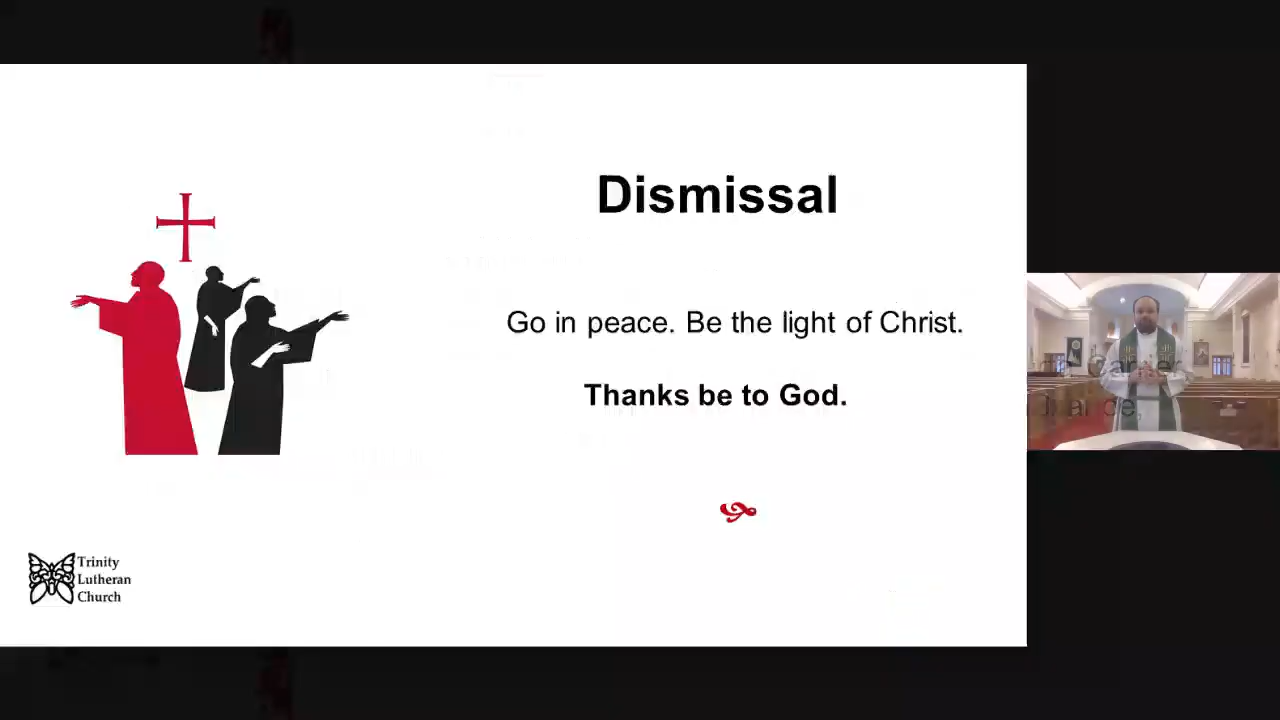 Dismissal
Go in peace. Be the light of Christ.
Thanks be to God.
Trinity
Lutheran
Church